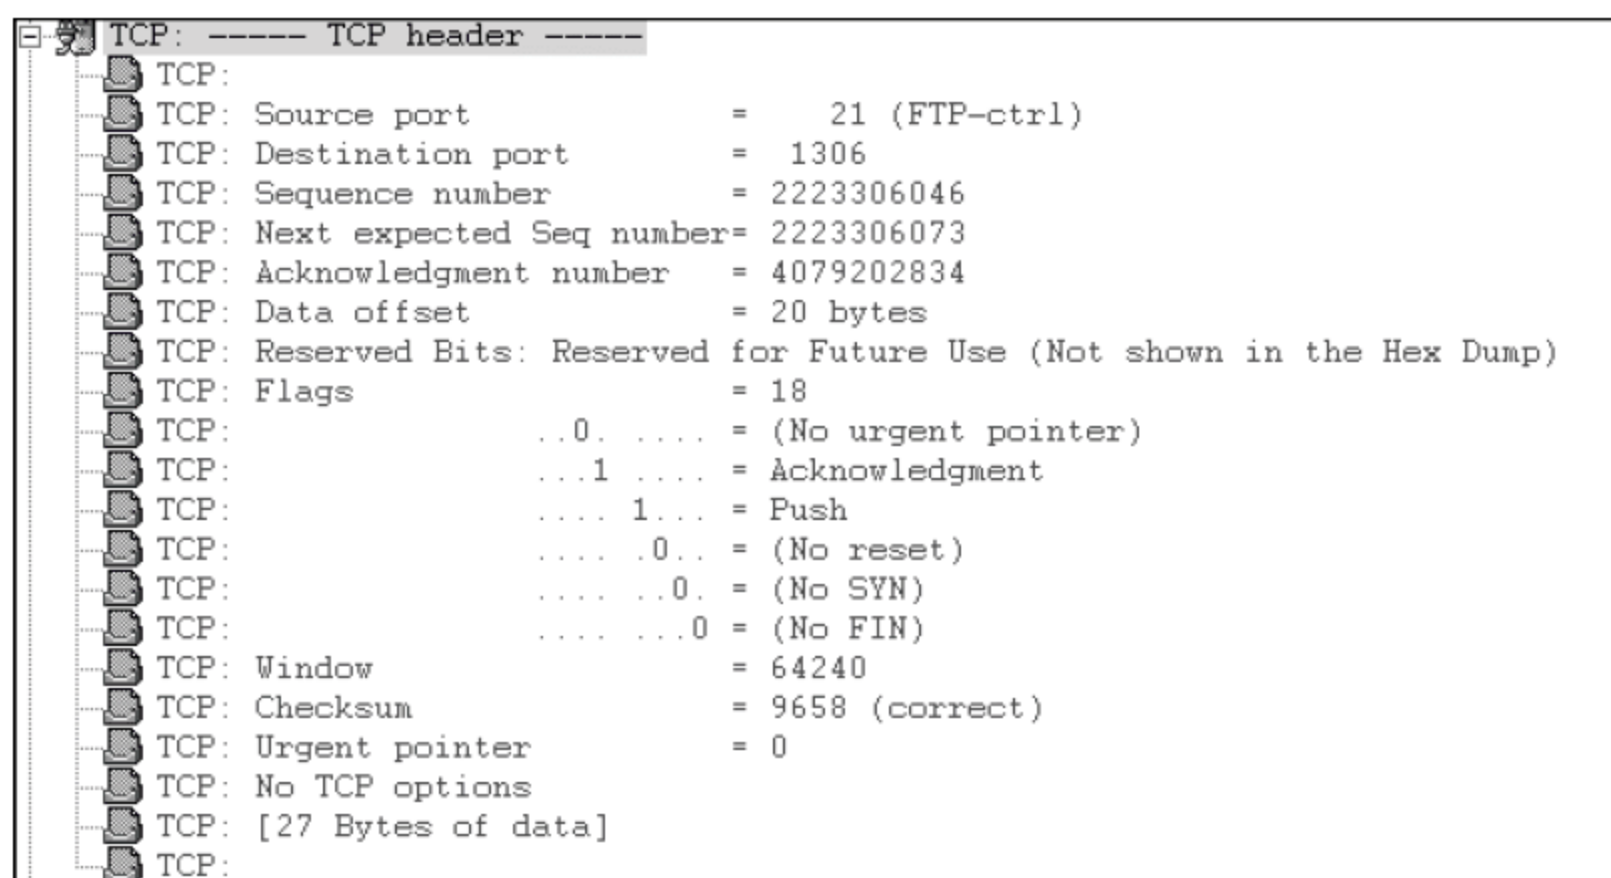 TCP: ----- TCP header -----
TCP:
TCP: Source port = 21 (FTP-ctrl)
TCP: Destination port = 1306
TCP: Sequence number = 2223306046
TCP: Next expected Seq number= 2223306073
TCP: Acknowledgment number = 4079202834
TCP: Data offset = 20 bytes
TCP: Reserved Bits: Reserved for Future Use (Not shown in the Hex Dump)
TCP: Flags = 18
TCP: ..0. .... = (No urgent pointer)
TCP: ...1 .... = Acknowledgment
TCP: .... 1... = Push
TCP: .... .0.. = (No reset)
TCP: .... ..0. = (No SYN)
TCP: .... ...0 = (No FIN)
TCP: Window = 64240
TCP: Checksum = 9658 (correct)
TCP: Urgent pointer = 0
TCP: No TCP options
TCP: [27 Bytes of data]
TCP: